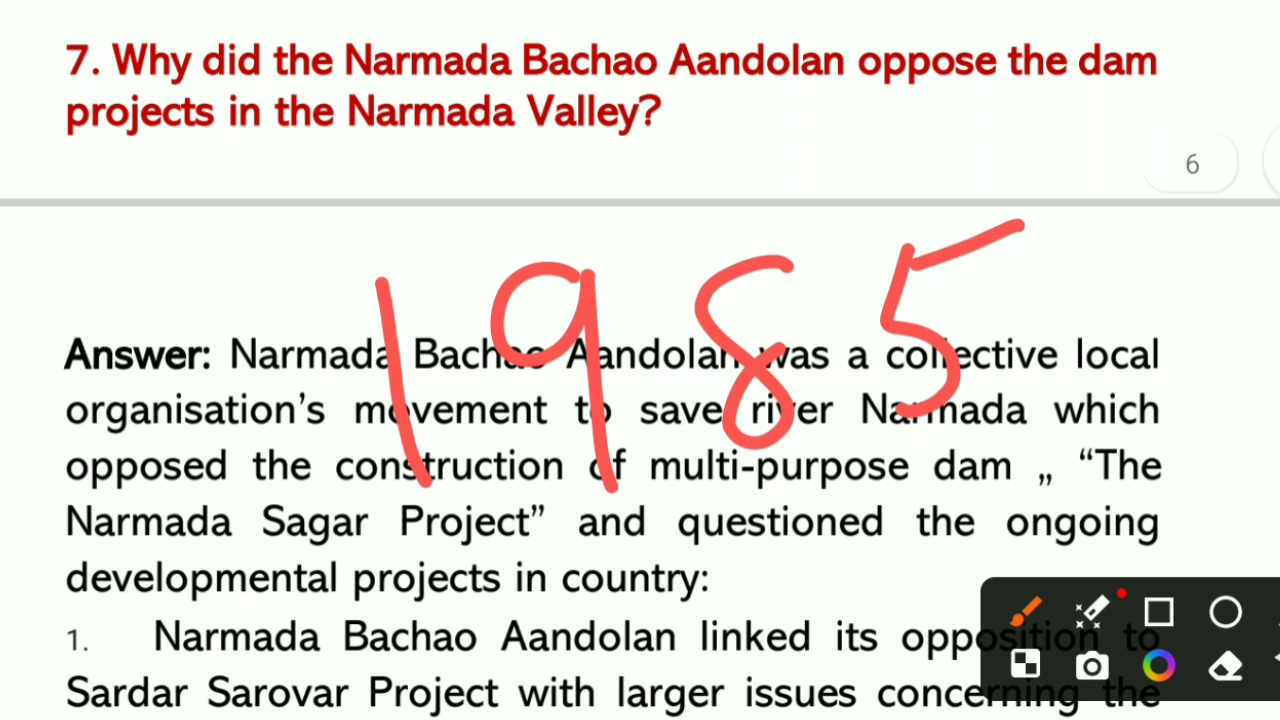 7. Why did the Narmada Bachao Aandolan oppose the dam
projects in the Narmada Valley?
6
1985
Answer: Narmada Bachao Aandolan was a collective local
organisation's movement to save river Narmada which
opposed the construction of multi-purpose dam „ “The
Narmada Sagar Project” and questioned the ongoing
developmental projects in country:
1. Narmada Bachao Aandolan linked its opposition to
Sardar Sarovar Project with larger issues concerning the